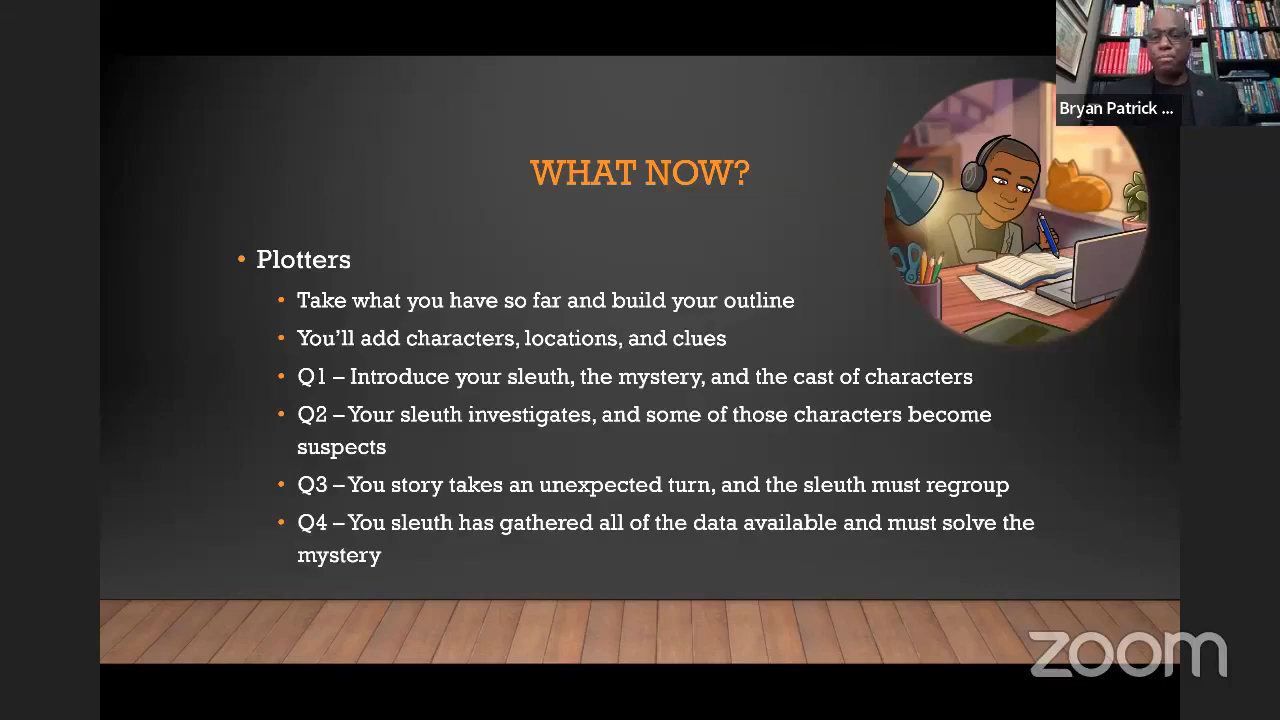 WHAT NOW?
• Plotters
• Take what you have so far and build your outline
• You'll add characters, locations, and clues
• Q1 – Introduce your sleuth, the mystery, and the cast of characters
• Q2 – Your sleuth investigates, and some of those characters become
suspects
• Q3 – You story takes an unexpected turn, and the sleuth must regroup
• Q4 – You sleuth has gathered all of the data available and must solve the
mystery
Bryan Patrick ...
zoom